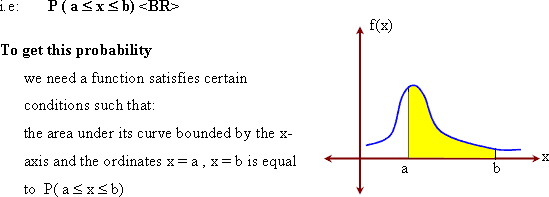 i.e: P ( a ≤ x ≤ b) <BR>
To get this probability
we need a function satisfies certain
conditions such that:
the area under its curve bounded by the x-
axis and the ordinates x = a , x = b is equal
to P( a ≤ x ≤ b)
f(x)
x
a b